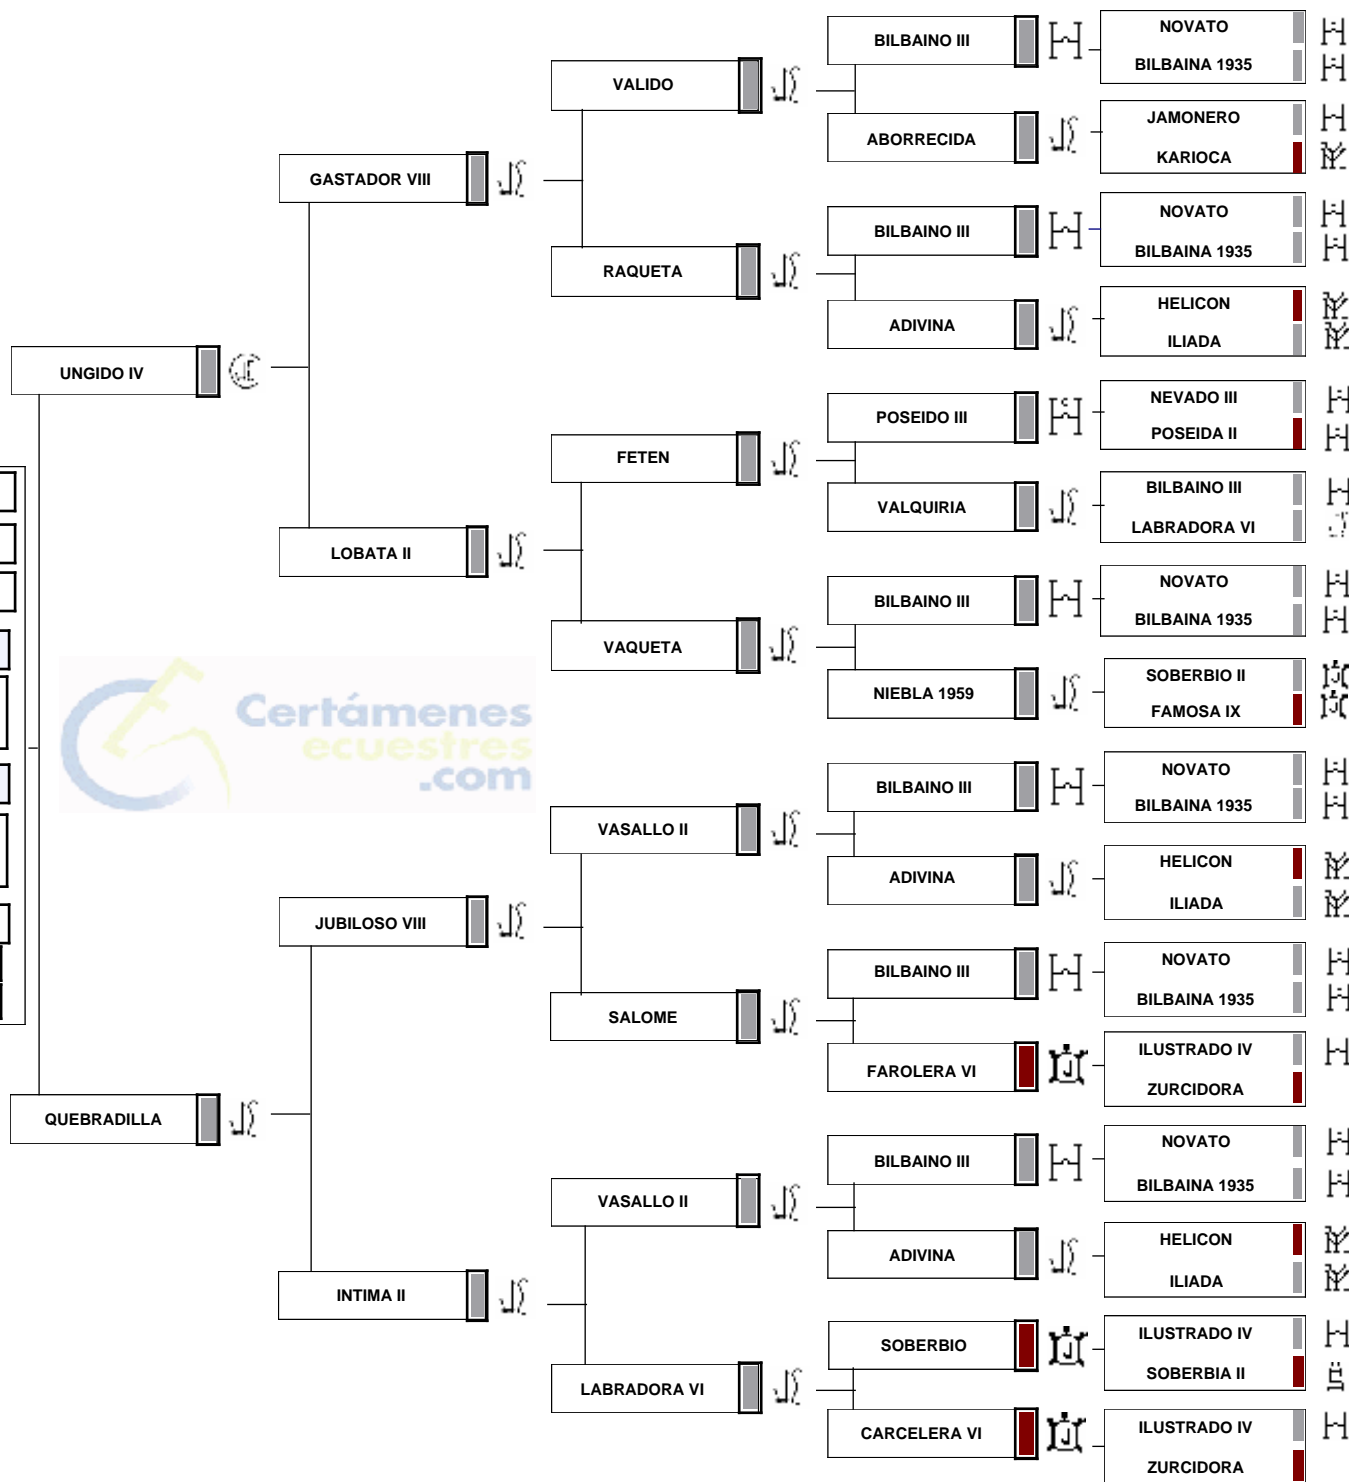 UNGIDO IV
QUEBRADILLA
GASTADOR VIII
LOBATA II
JUBILOSO VIII
INTIMA II
VALIDO
RAQUETA
FETEN
VAQUETA
VASALLO II
SALOME
VASALLO II
LABRADORA VI
BILBAINO III
ABORRECIDA
BILBAINO III
ADIVINA
POSEIDO III
VALQUIRIA
BILBAINO III
NIEBLA 1959
BILBAINO III
ADIVINA
BILBAINO III
FAROLERA VI
BILBAINO III
ADIVINA
SOBERBIO
CARCELERA VI
NOVATO
BILBAINA 1935
JAMONERO
KARIOCA
NOVATO
BILBAINA 1935
HELICON
ILIADA
NEVADO III
POSEIDA II
BILBAINO III
LABRADORA VI
NOVATO
BILBAINA 1935
SOBERBIO II
FAMOSA IX
NOVATO
BILBAINA 1935
HELICON
ILIADA
NOVATO
BILBAINA 1935
ILUSTRADO IV
ZURCIDORA
NOVATO
BILBAINA 1935
HELICON
ILIADA
ILUSTRADO IV
SOBERBIA II
ILUSTRADO IV
ZURCIDORA
Certámenes
ecuestres
.com